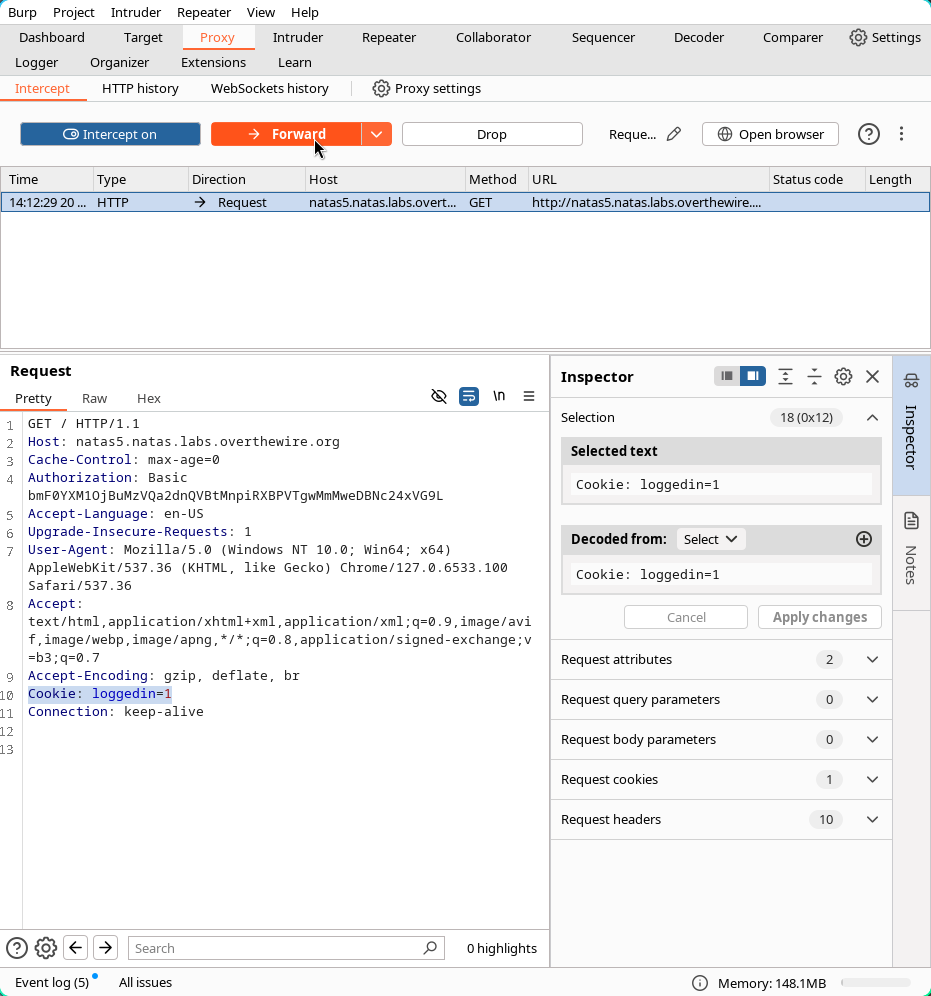 Burp Project Intruder Repeater View Help
Dashboard Target Proxy Intruder Repeater Collaborator Sequencer Decoder Comparer Settings
Logger Organizer Extensions Learn
Intercept HTTP history WebSockets history Proxy settings
Intercept on Forward Drop Reque... Open browser
Time Type Direction Host Method URL Status code Length
14:12:29 20 ... HTTP Request natas5.natas.labs.overt... GET http://natas5.natas.labs.overthewire....
Request
Pretty Raw Hex \n
1 GET / HTTP/1.1
2 Host: natas5.natas.labs.overthewire.org
3 Cache-Control: max-age=0
4 Authorization: Basic
bmF0YXM1OjBuMzVQa2dnQVBtMnpiRXBPVTgwMmMweDBNc24xVG9L
5 Accept-Language: en-US
6 Upgrade-Insecure-Requests: 1
7 User-Agent: Mozilla/5.0 (Windows NT 10.0; Win64; x64)
AppleWebKit/537.36 (KHTML, like Gecko) Chrome/127.0.6533.100
Safari/537.36
8 Accept:
text/html,application/xhtml+xml,application/xml;q=0.9,image/avi
f,image/webp,image/apng,*/*;q=0.8,application/signed-exchange;v
=b3;q=0.7
9 Accept-Encoding: gzip, deflate, br
10 Cookie: loggedin=1
11 Connection: keep-alive
12
13
Search 0 highlights
Inspector
Selection 18 (0x12)
Selected text
Cookie: loggedin=1
Decoded from: Select
Cookie: loggedin=1
Cancel Apply changes
Request attributes 2
Request query parameters 0
Request body parameters 0
Request cookies 1
Request headers 10
Inspector
Notes
Event log (5) All issues Memory: 148.1MB